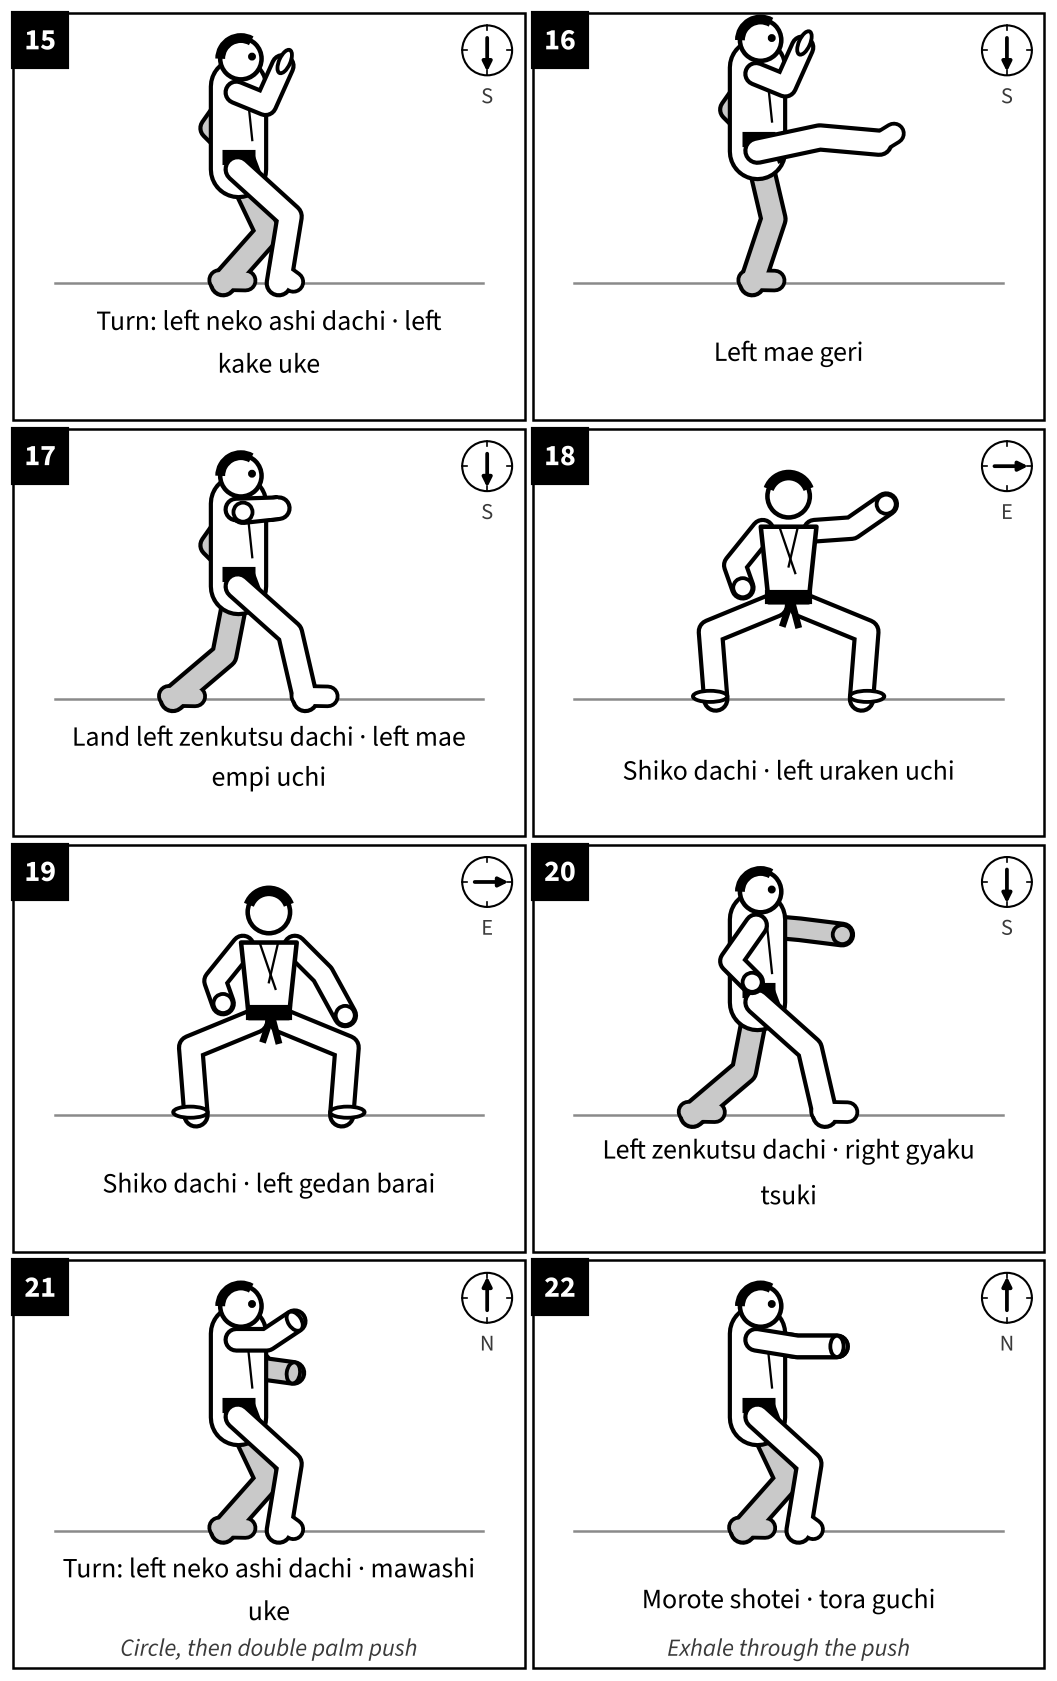 15
S
Turn: left neko ashi dachi · left
kake uke
16
S
Left mae geri
17
S
Land left zenkutsu dachi · left mae
empi uchi
18
E
Shiko dachi · left uraken uchi
19
E
Shiko dachi · left gedan barai
20
S
Left zenkutsu dachi · right gyaku
tsuki
21
N
Turn: left neko ashi dachi · mawashi
uke
Circle, then double palm push
22
N
Morote shotei · tora guchi
Exhale through the push